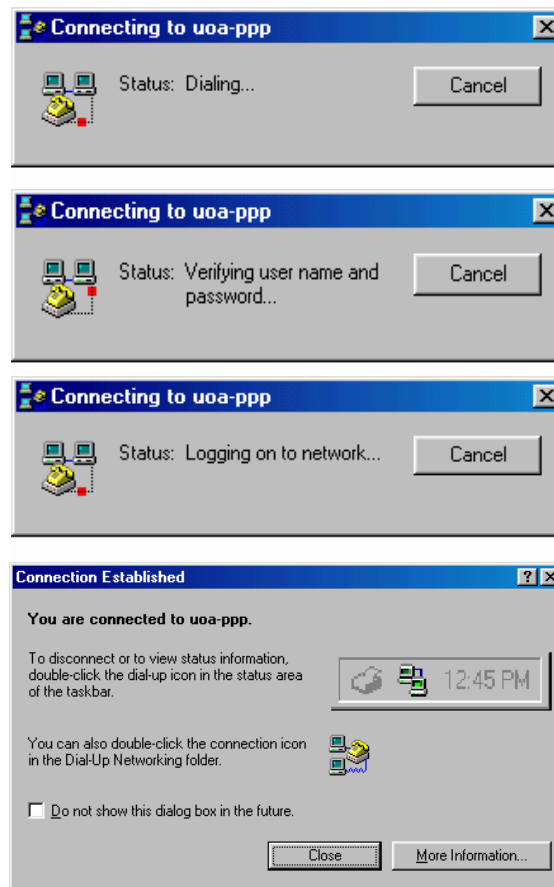 Connecting to uoa-ppp
Status: Dialing...
Cancel
Connecting to uoa-ppp
Status: Verifying user name and
password...
Cancel
Connecting to uoa-ppp
Status: Logging on to network...
Cancel
Connection Established
You are connected to uoa-ppp.
To disconnect or to view status information,
double-click the dial-up icon in the status area
of the taskbar.
12:45 PM
You can also double-click the connection icon
in the Dial-Up Networking folder.
Do not show this dialog box in the future.
Close
More Information...